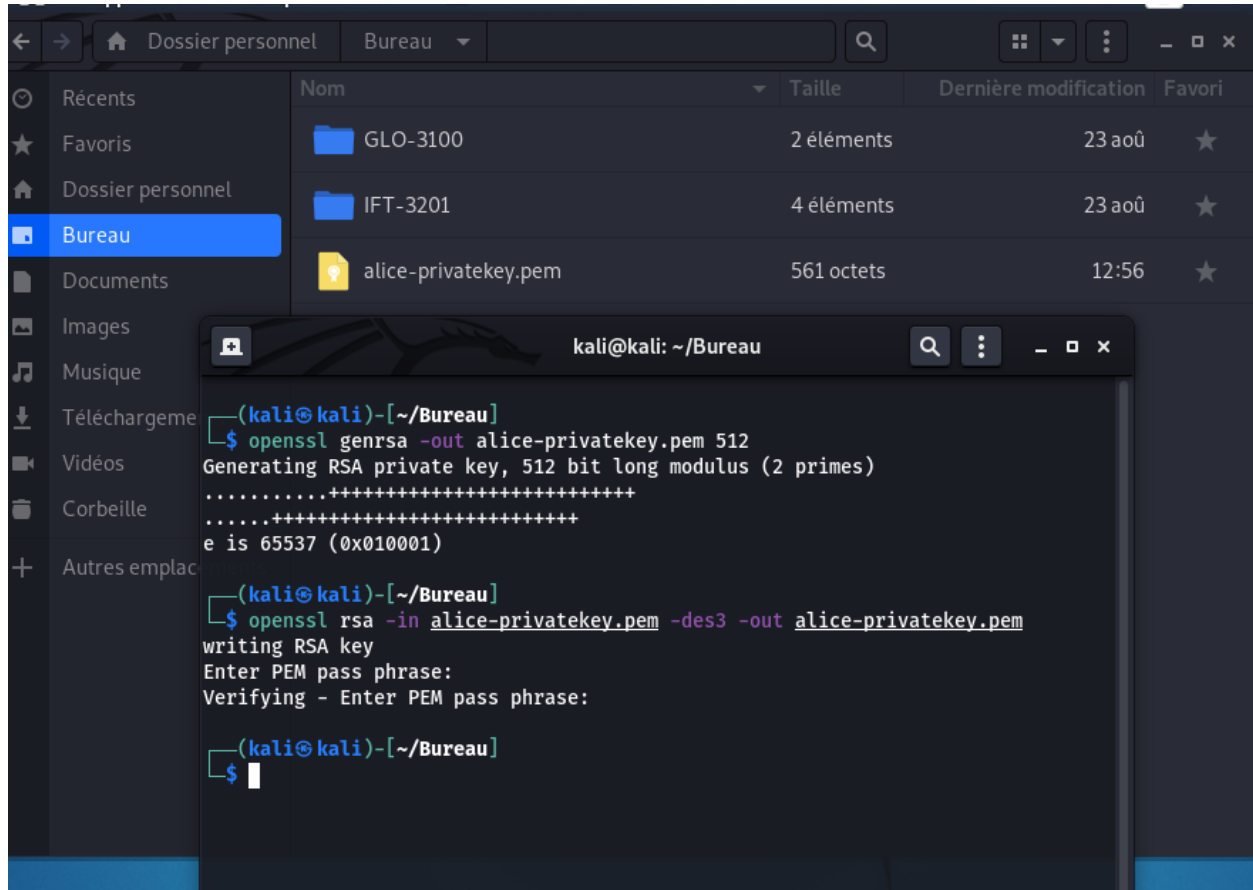 Dossier personnel Bureau
Nom Taille Dernière modification Favori
Récents
Favoris
Dossier personnel
Bureau
Documents
Images
Musique
Téléchargeme
Vidéos
Corbeille
Autres emplac
GLO-3100 2 éléments 23 aoû
IFT-3201 4 éléments 23 aoû
alice-privatekey.pem 561 octets 12:56
kali@kali: ~/Bureau
┌──(kali㉿kali)-[~/Bureau]
└─$ openssl genrsa -out alice-privatekey.pem 512
Generating RSA private key, 512 bit long modulus (2 primes)
...........+++++++++++++++++++++++++++
......+++++++++++++++++++++++++++
e is 65537 (0x010001)
┌──(kali㉿kali)-[~/Bureau]
└─$ openssl rsa -in alice-privatekey.pem -des3 -out alice-privatekey.pem
writing RSA key
Enter PEM pass phrase:
Verifying - Enter PEM pass phrase:
┌──(kali㉿kali)-[~/Bureau]
└─$